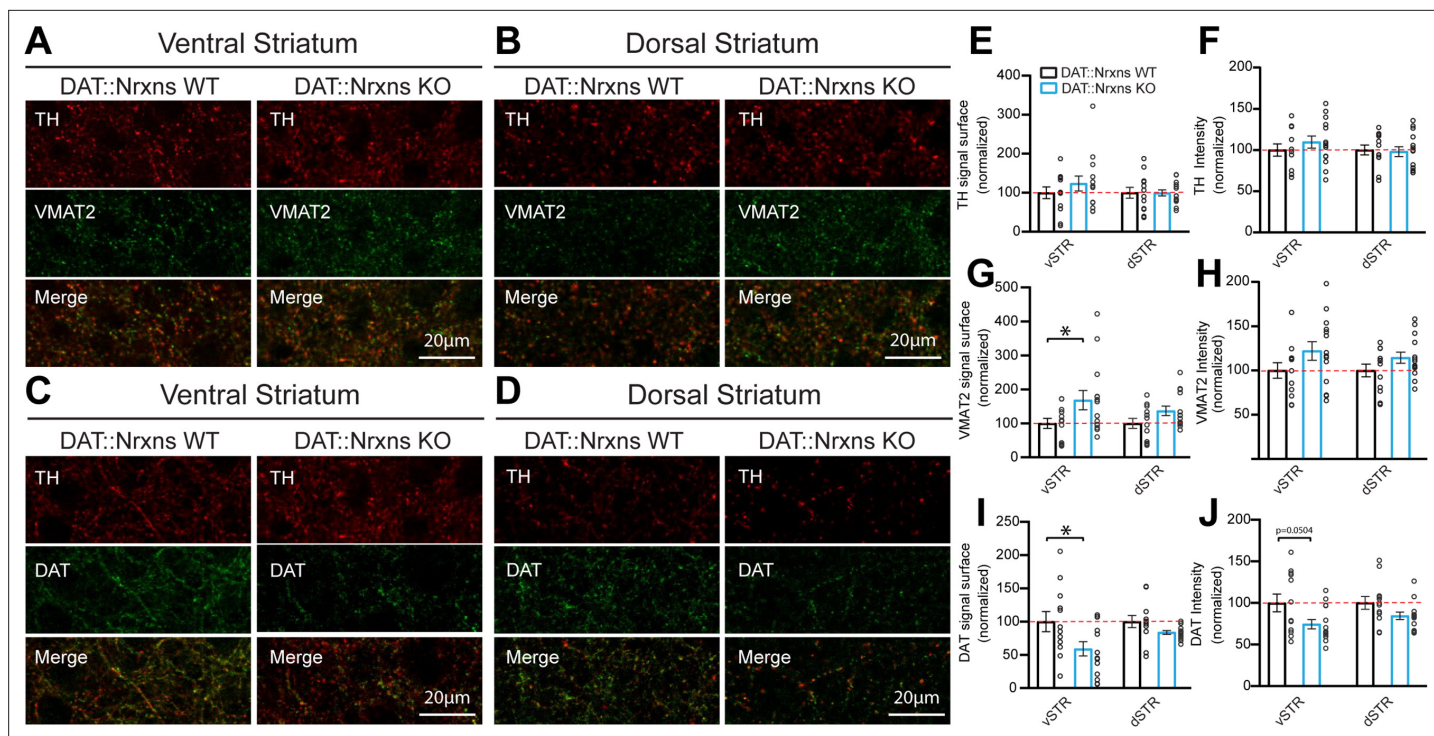 A
Ventral Striatum
DAT::Nrxns WT
DAT::Nrxns KO
TH
TH
VMAT2
VMAT2
Merge
Merge
20µm
B
Dorsal Striatum
DAT::Nrxns WT
DAT::Nrxns KO
TH
TH
VMAT2
VMAT2
Merge
Merge
20µm
C
Ventral Striatum
DAT::Nrxns WT
DAT::Nrxns KO
TH
TH
DAT
DAT
Merge
Merge
20µm
D
Dorsal Striatum
DAT::Nrxns WT
DAT::Nrxns KO
TH
TH
DAT
DAT
Merge
Merge
20µm
E
DAT::Nrxns WT
DAT::Nrxns KO
TH signal surface
(normalized)
400
300
200
100
0
vSTR
dSTR
F
TH Intensity
(normalized)
200
150
100
50
0
vSTR
dSTR
G
VMAT2 signal surface
(normalized)
500
400
300
200
100
0
*
vSTR
dSTR
H
VMAT2 Intensity
(normalized)
200
150
100
50
vSTR
dSTR
I
DAT signal surface
(normalized)
250
200
150
100
50
0
*
vSTR
dSTR
J
DAT Intensity
(normalized)
200
150
100
50
0
p=0.0504
vSTR
dSTR